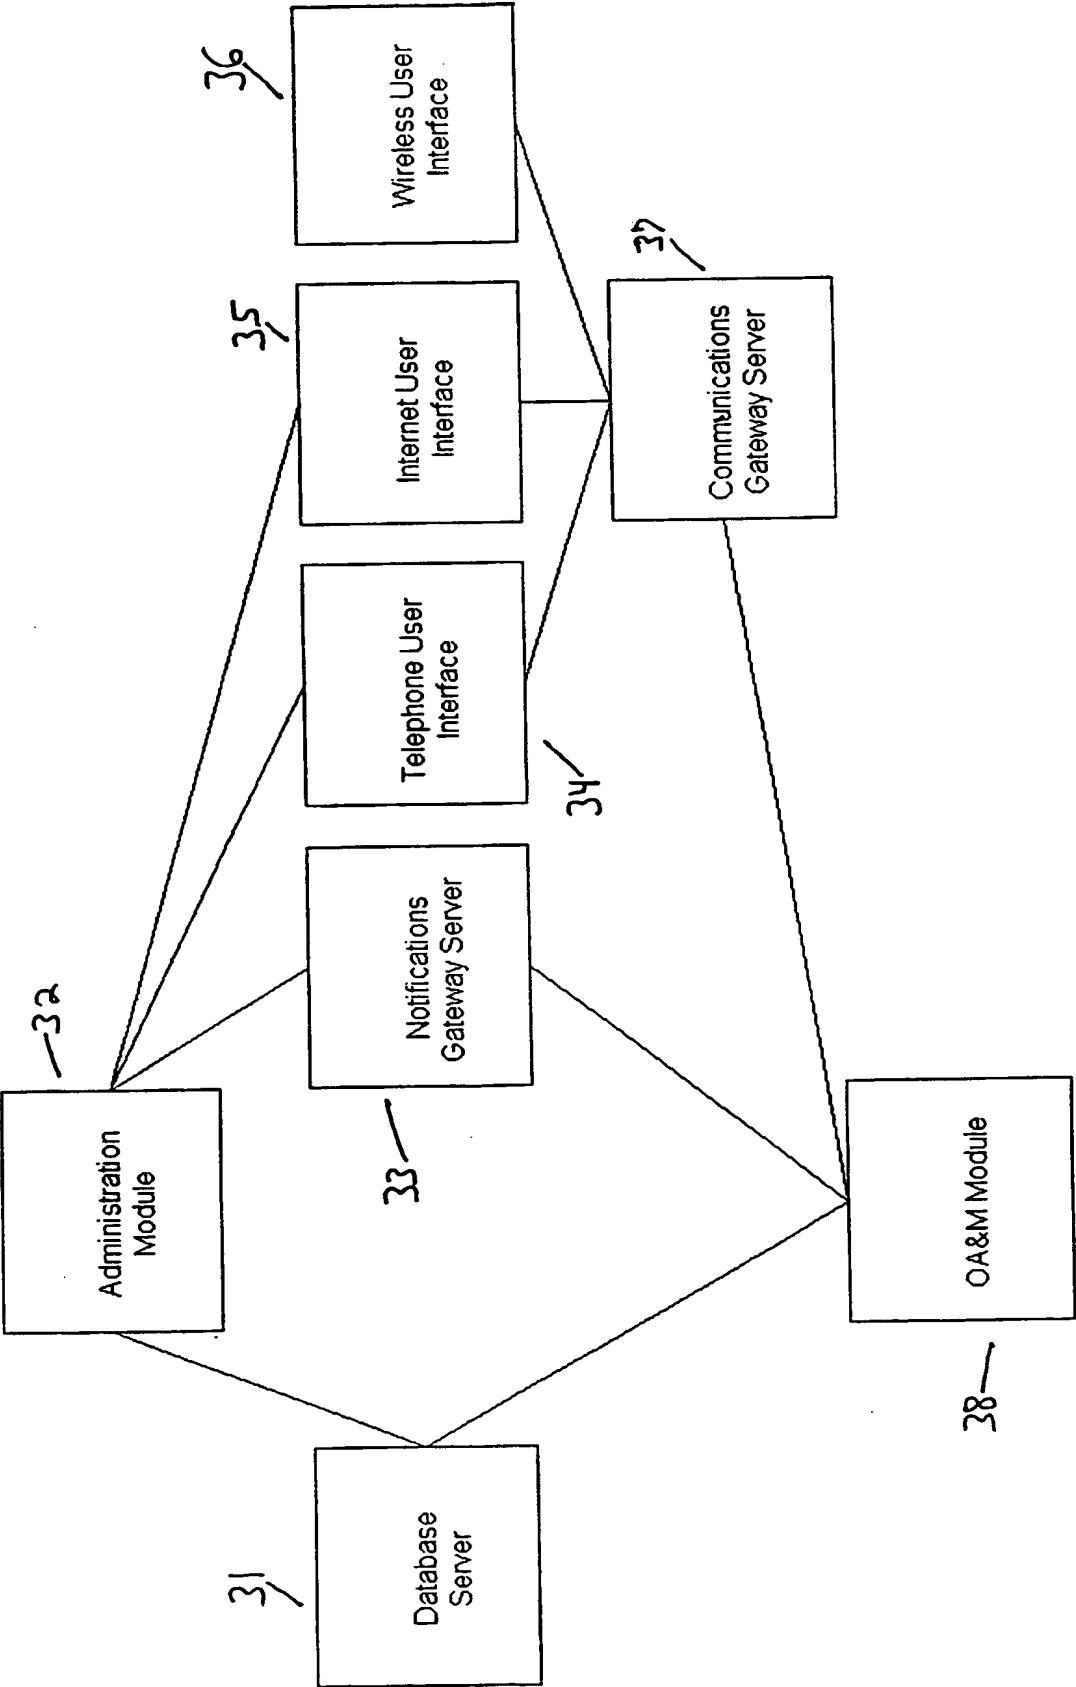 32
Administration
Module
31
Database
Server
33
Notifications
Gateway Server
34
Telephone User
Interface
35
Internet User
Interface
36
Wireless User
Interface
37
Communications
Gateway Server
38
OA&M Module